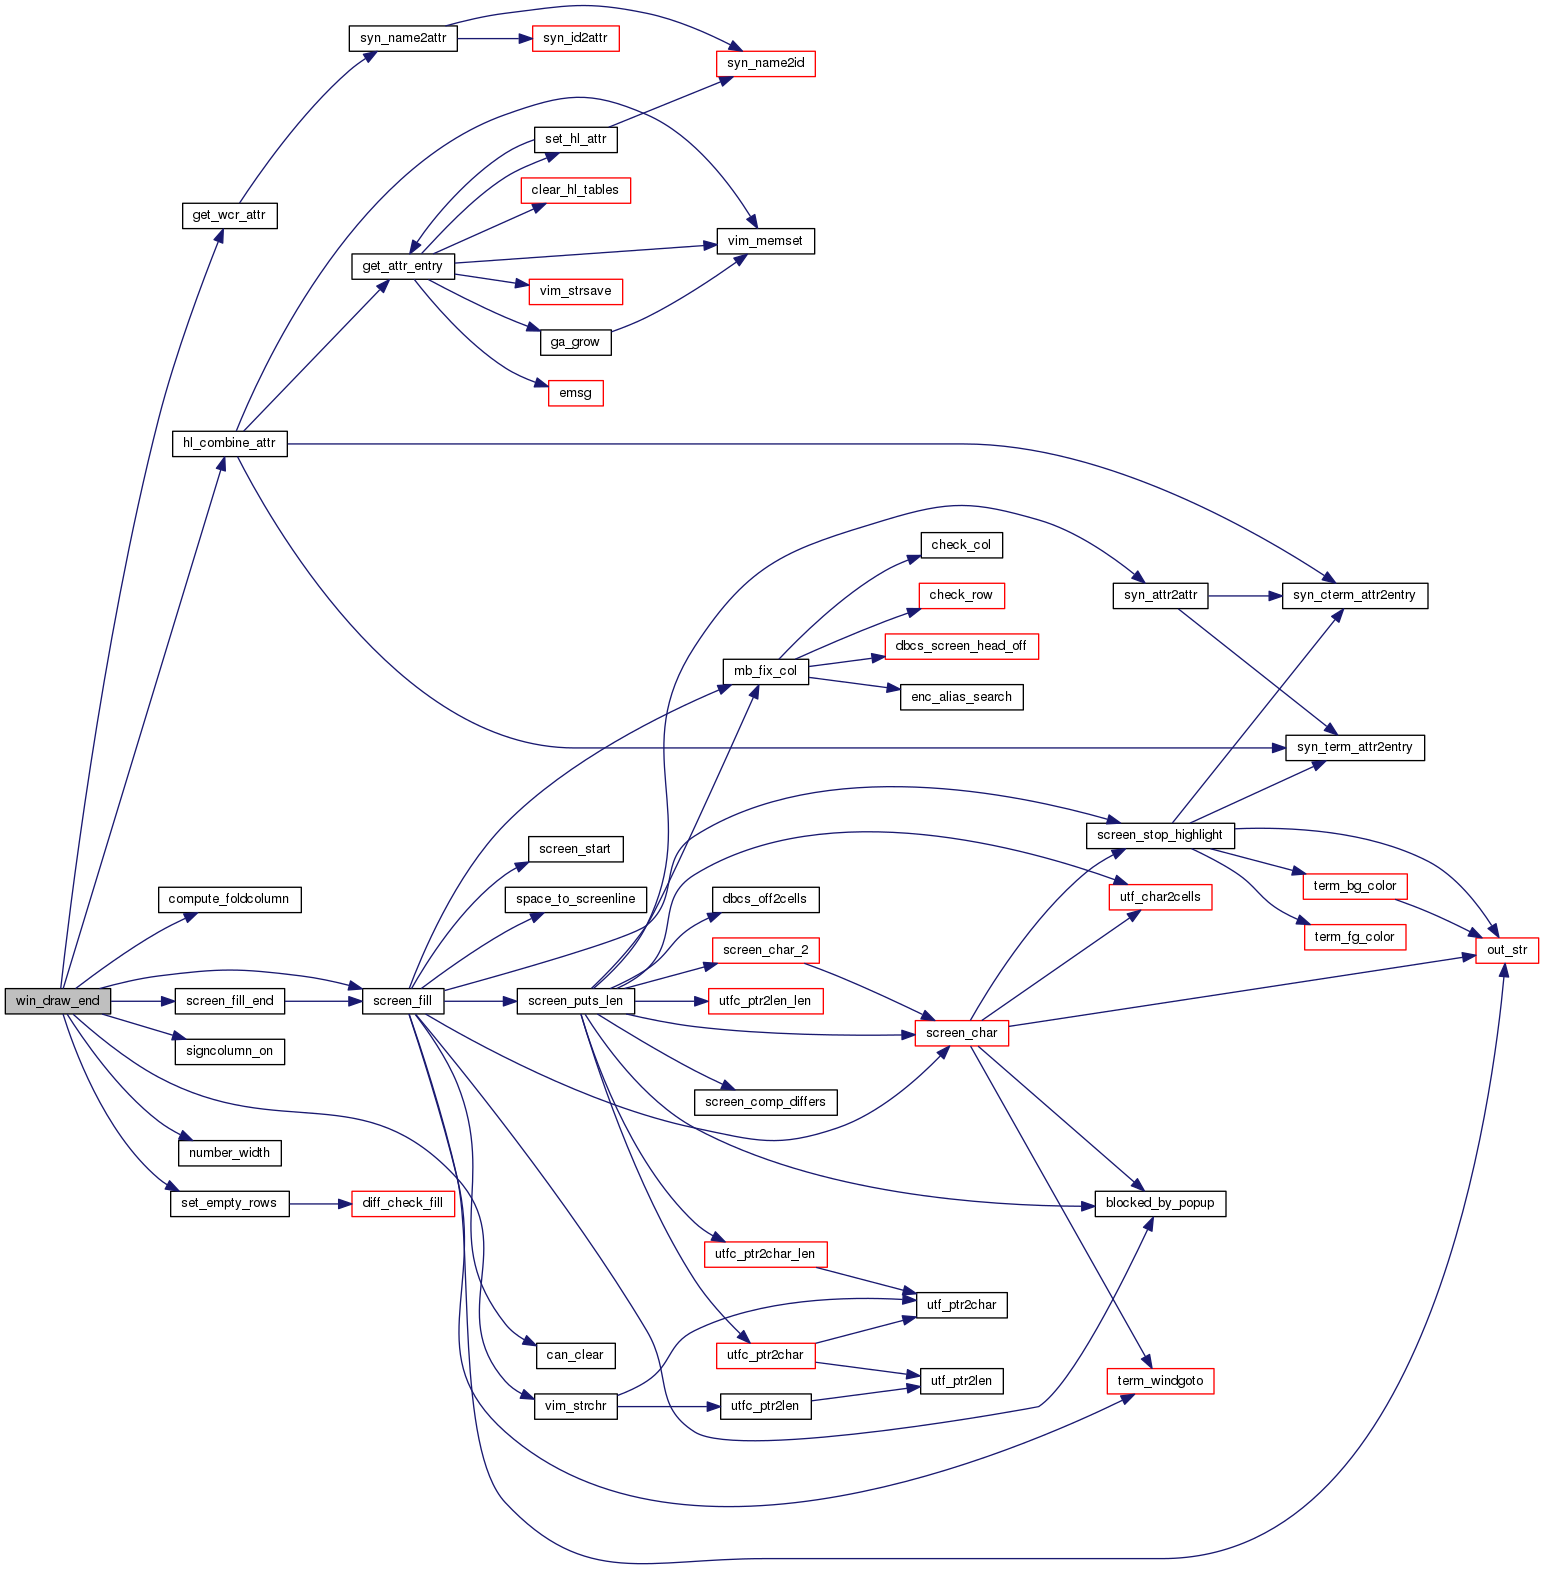 syn_name2attr
syn_id2attr
syn_name2id
set_hl_attr
clear_hl_tables
get_wcr_attr
vim_memset
get_attr_entry
vim_strsave
ga_grow
emsg
hl_combine_attr
check_col
check_row
syn_attr2attr
syn_cterm_attr2entry
dbcs_screen_head_off
mb_fix_col
enc_alias_search
syn_term_attr2entry
screen_stop_highlight
screen_start
term_bg_color
compute_foldcolumn
space_to_screenline
dbcs_off2cells
utf_char2cells
term_fg_color
screen_char_2
out_str
win_draw_end
screen_fill_end
screen_fill
screen_puts_len
utfc_ptr2len_len
screen_char
signcolumn_on
screen_comp_differs
number_width
set_empty_rows
diff_check_fill
blocked_by_popup
utfc_ptr2char_len
utf_ptr2char
can_clear
utfc_ptr2char
utf_ptr2len
term_windgoto
vim_strchr
utfc_ptr2len